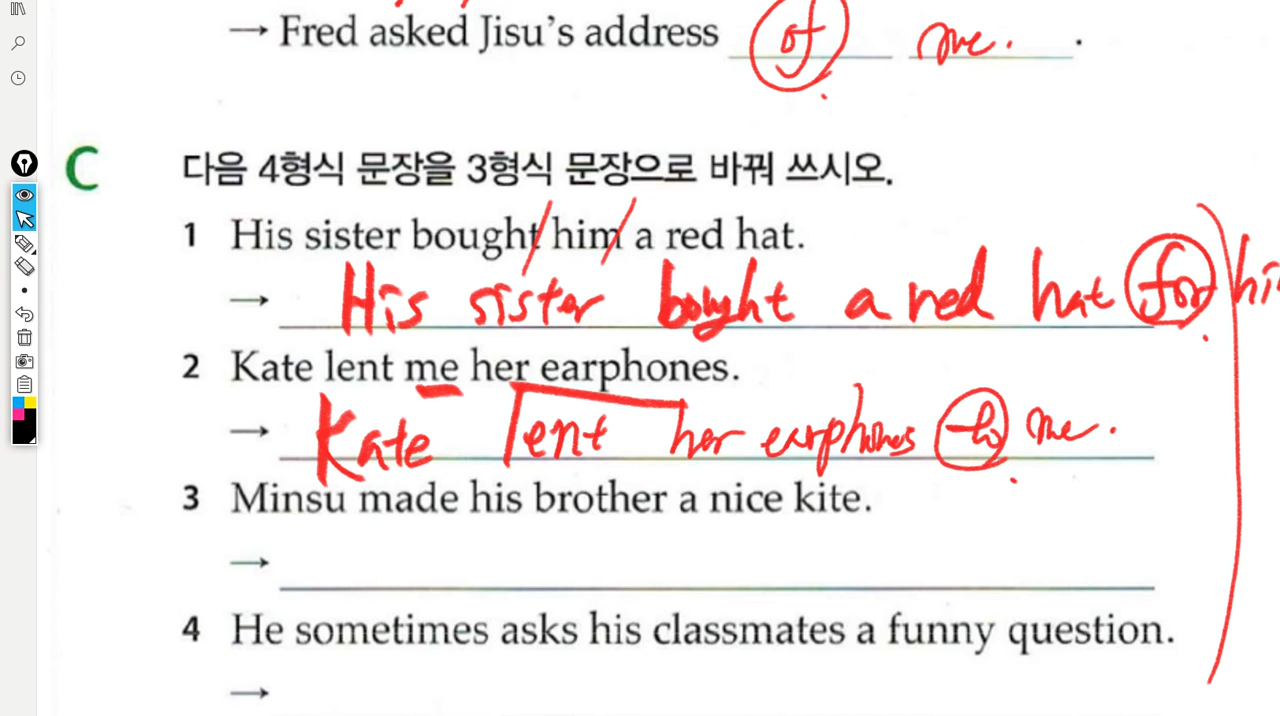 → Fred asked Jisu's address of me. .
C 다음 4형식 문장을 3형식 문장으로 바꿔 쓰시오.
1 His sister bought him a red hat.
→ His sister bought a red hat for hi
2 Kate lent me her earphones.
→ Kate lent her earphones to me.
3 Minsu made his brother a nice kite.
→
4 He sometimes asks his classmates a funny question.
→